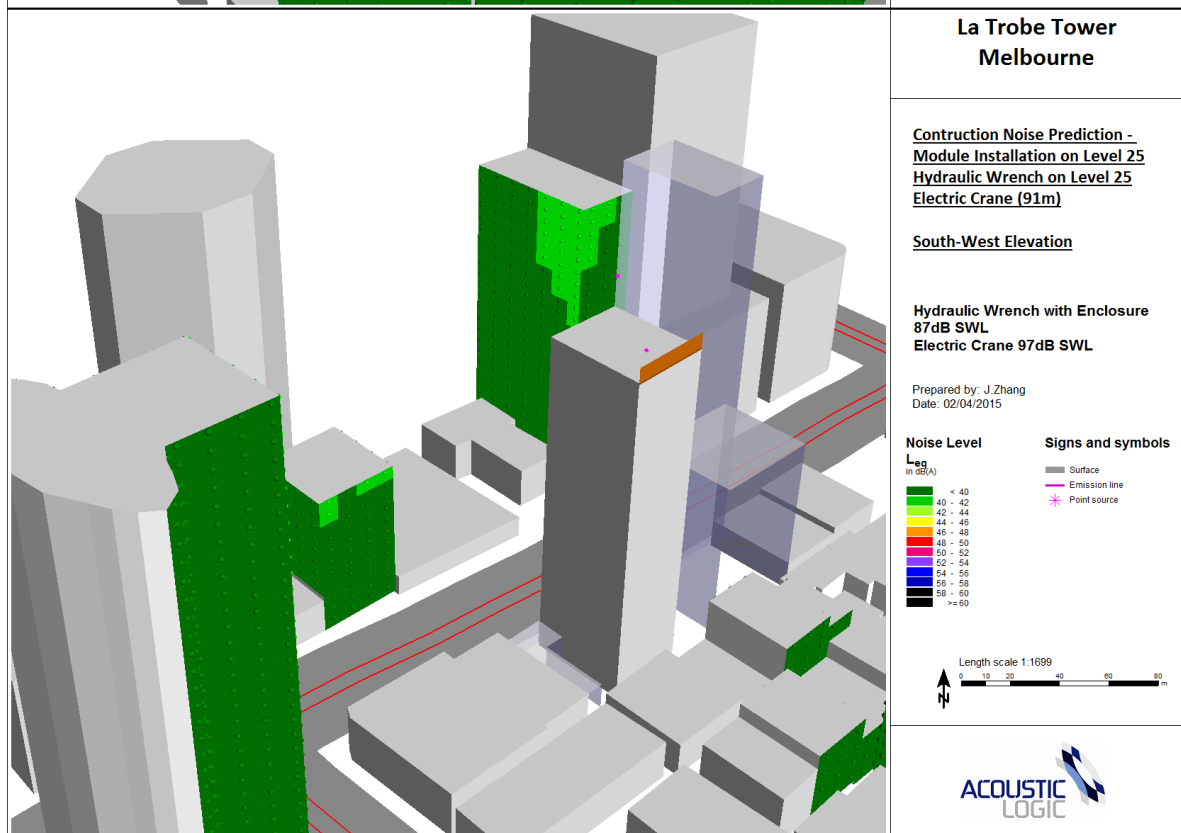 La Trobe Tower
Melbourne
Contruction Noise Prediction -
Module Installation on Level 25
Hydraulic Wrench on Level 25
Electric Crane (91m)
South-West Elevation
Hydraulic Wrench with Enclosure
87dB SWL
Electric Crane 97dB SWL
Prepared by: J.Zhang
Date: 02/04/2015
Noise Level
Leq
in dB(A)
< 40
40 - 42
42 - 44
44 - 46
46 - 48
48 - 50
50 - 52
52 - 54
54 - 56
56 - 58
58 - 60
>= 60
Signs and symbols
Surface
Emission line
Point source
Length scale 1:1699
0 10 20 40 60 80
m
N
ACOUSTIC
LOGIC